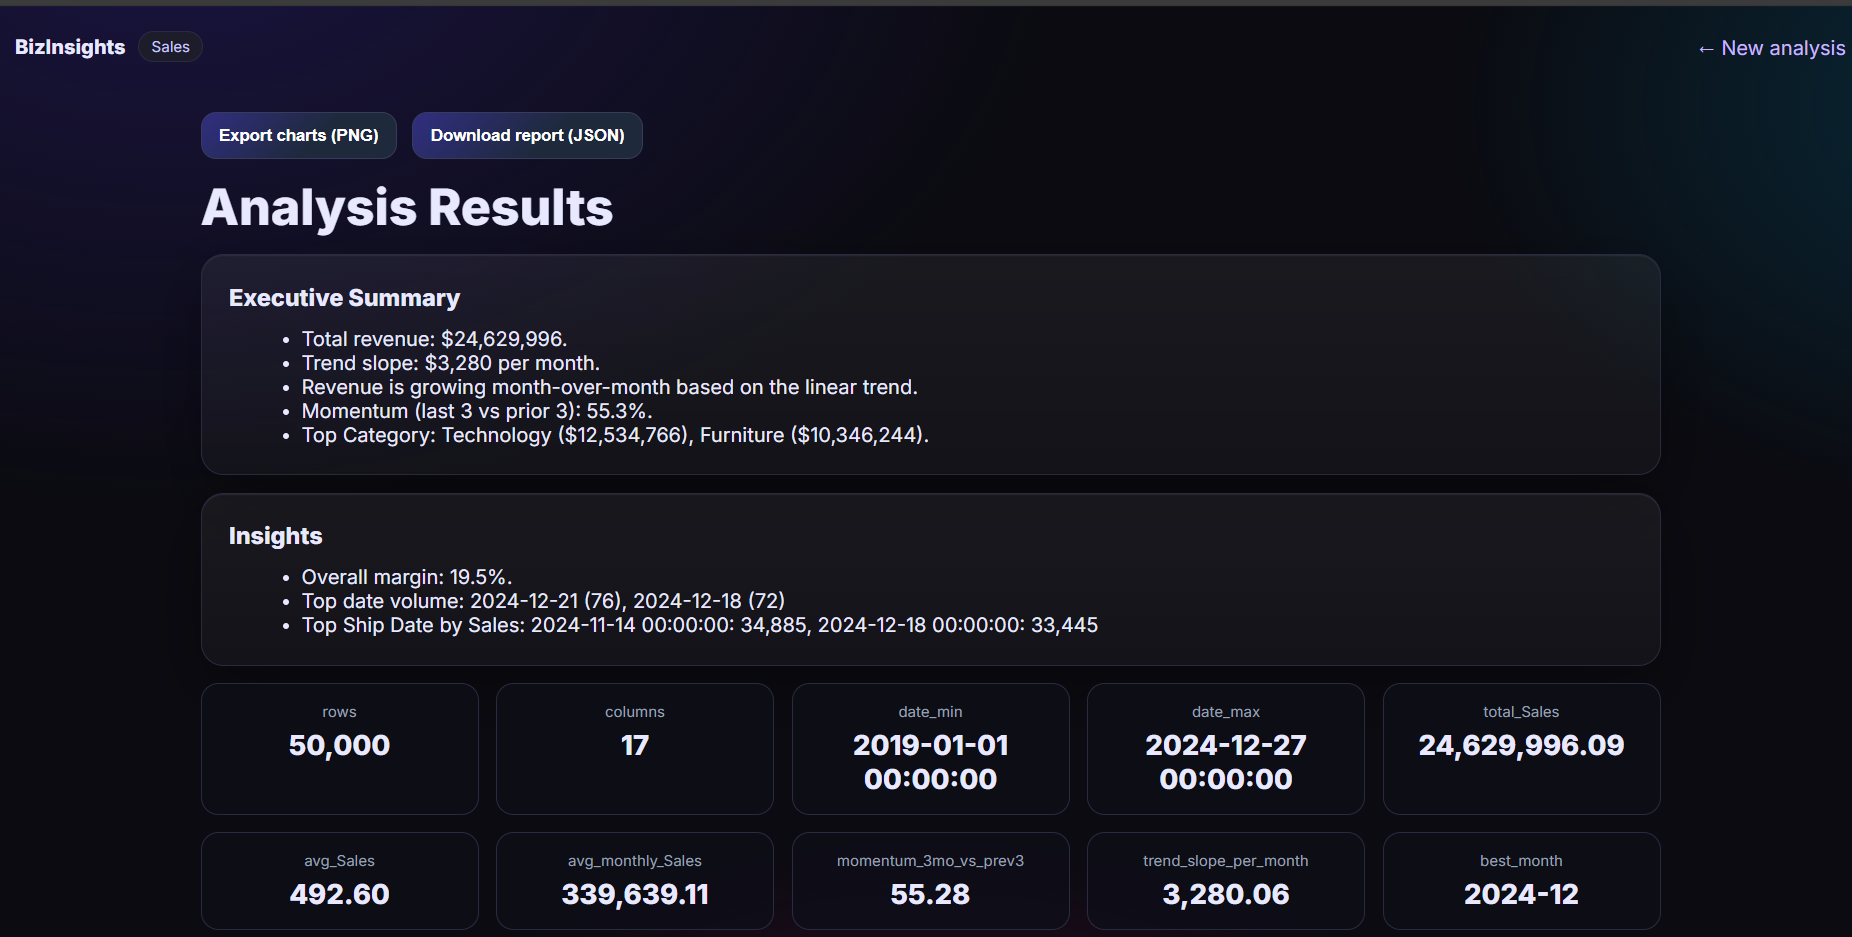 BizInsights Sales ← New analysis
Export charts (PNG) Download report (JSON)
Analysis Results
Executive Summary
• Total revenue: $24,629,996.
• Trend slope: $3,280 per month.
• Revenue is growing month-over-month based on the linear trend.
• Momentum (last 3 vs prior 3): 55.3%.
• Top Category: Technology ($12,534,766), Furniture ($10,346,244).
Insights
• Overall margin: 19.5%.
• Top date volume: 2024-12-21 (76), 2024-12-18 (72)
• Top Ship Date by Sales: 2024-11-14 00:00:00: 34,885, 2024-12-18 00:00:00: 33,445
rows
50,000
columns
17
date_min
2019-01-01
00:00:00
date_max
2024-12-27
00:00:00
total_Sales
24,629,996.09
avg_Sales
492.60
avg_monthly_Sales
339,639.11
momentum_3mo_vs_prev3
55.28
trend_slope_per_month
3,280.06
best_month
2024-12